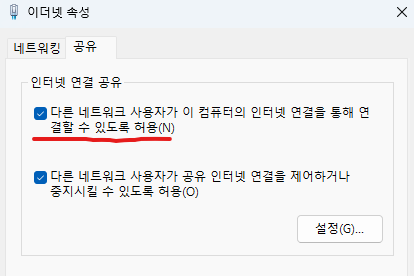 이더넷 속성
네트워킹 공유
인터넷 연결 공유
다른 네트워크 사용자가 이 컴퓨터의 인터넷 연결을 통해 연
결할 수 있도록 허용(N)
다른 네트워크 사용자가 공유 인터넷 연결을 제어하거나
중지시킬 수 있도록 허용(O)
설정(G)...